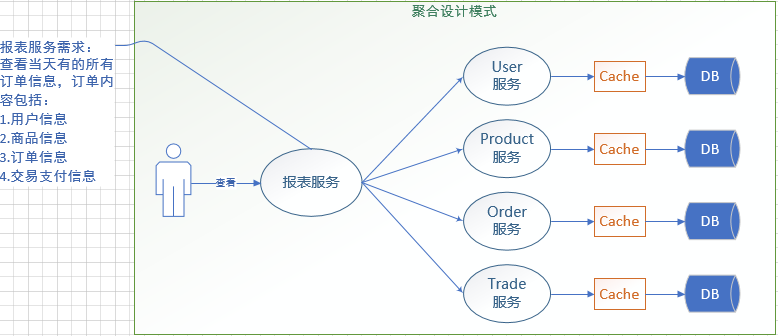 聚合设计模式
报表服务需求：
查看当天有的所有
订单信息，订单内
容包括：
1.用户信息
2.商品信息
3.订单信息
4.交易支付信息
查看
报表服务
User
服务
Cache
DB
Product
服务
Cache
DB
Order
服务
Cache
DB
Trade
服务
Cache
DB